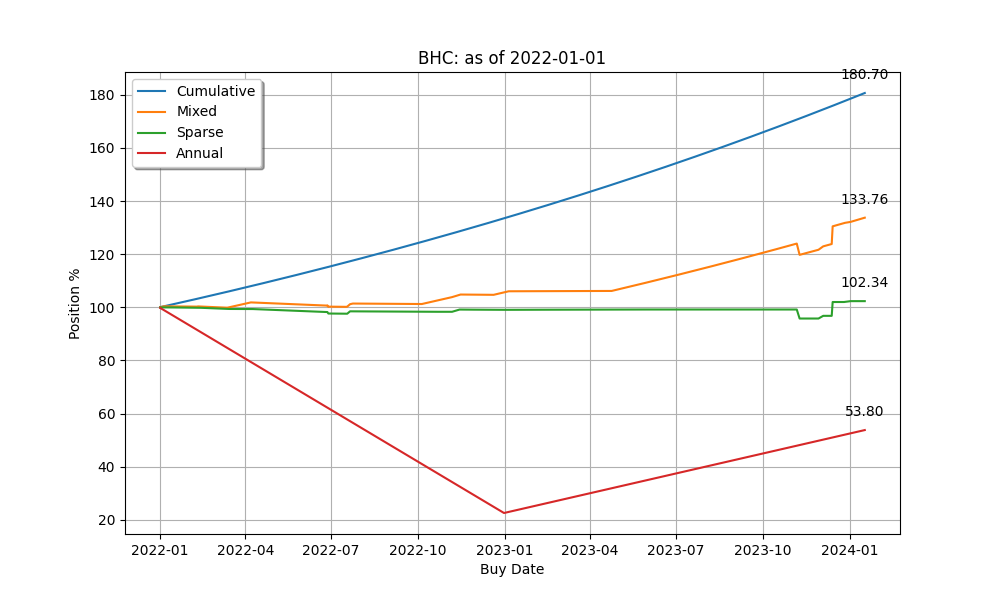 BHC: as of 2022-01-01
Cumulative
Mixed
Sparse
Annual
180.70
133.76
102.34
53.80
Position %
180
160
140
120
100
80
60
40
20
2022-01 2022-04 2022-07 2022-10 2023-01 2023-04 2023-07 2023-10 2024-01
Buy Date